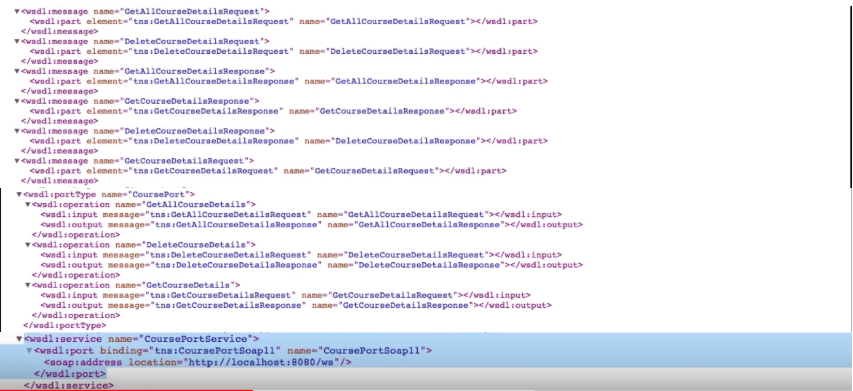 ▼<wsdl:message name="GetAllCourseDetailsRequest">
<wsdl:part element="tns:GetAllCourseDetailsRequest" name="GetAllCourseDetailsRequest"></wsdl:part>
</wsdl:message>
▼<wsdl:message name="DeleteCourseDetailsRequest">
<wsdl:part element="tns:DeleteCourseDetailsRequest" name="DeleteCourseDetailsRequest"></wsdl:part>
</wsdl:message>
▼<wsdl:message name="GetAllCourseDetailsResponse">
<wsdl:part element="tns:GetAllCourseDetailsResponse" name="GetAllCourseDetailsResponse"></wsdl:part>
</wsdl:message>
▼<wsdl:message name="GetCourseDetailsResponse">
<wsdl:part element="tns:GetCourseDetailsResponse" name="GetCourseDetailsResponse"></wsdl:part>
</wsdl:message>
▼<wsdl:message name="DeleteCourseDetailsResponse">
<wsdl:part element="tns:DeleteCourseDetailsResponse" name="DeleteCourseDetailsResponse"></wsdl:part>
</wsdl:message>
▼<wsdl:message name="GetCourseDetailsRequest">
<wsdl:part element="tns:GetCourseDetailsRequest" name="GetCourseDetailsRequest"></wsdl:part>
</wsdl:message>
▼<wsdl:portType name="CoursePort">
▼<wsdl:operation name="GetAllCourseDetails">
<wsdl:input message="tns:GetAllCourseDetailsRequest" name="GetAllCourseDetailsRequest"></wsdl:input>
<wsdl:output message="tns:GetAllCourseDetailsResponse" name="GetAllCourseDetailsResponse"></wsdl:output>
</wsdl:operation>
▼<wsdl:operation name="DeleteCourseDetails">
<wsdl:input message="tns:DeleteCourseDetailsRequest" name="DeleteCourseDetailsRequest"></wsdl:input>
<wsdl:output message="tns:DeleteCourseDetailsResponse" name="DeleteCourseDetailsResponse"></wsdl:output>
</wsdl:operation>
▼<wsdl:operation name="GetCourseDetails">
<wsdl:input message="tns:GetCourseDetailsRequest" name="GetCourseDetailsRequest"></wsdl:input>
<wsdl:output message="tns:GetCourseDetailsResponse" name="GetCourseDetailsResponse"></wsdl:output>
</wsdl:operation>
</wsdl:portType>
▼<wsdl:service name="CoursePortService">
▼<wsdl:port binding="tns:CoursePortSoap11" name="CoursePortSoap11">
<soap:address location="http://localhost:8080/ws"/>
</wsdl:port>
</wsdl:service>